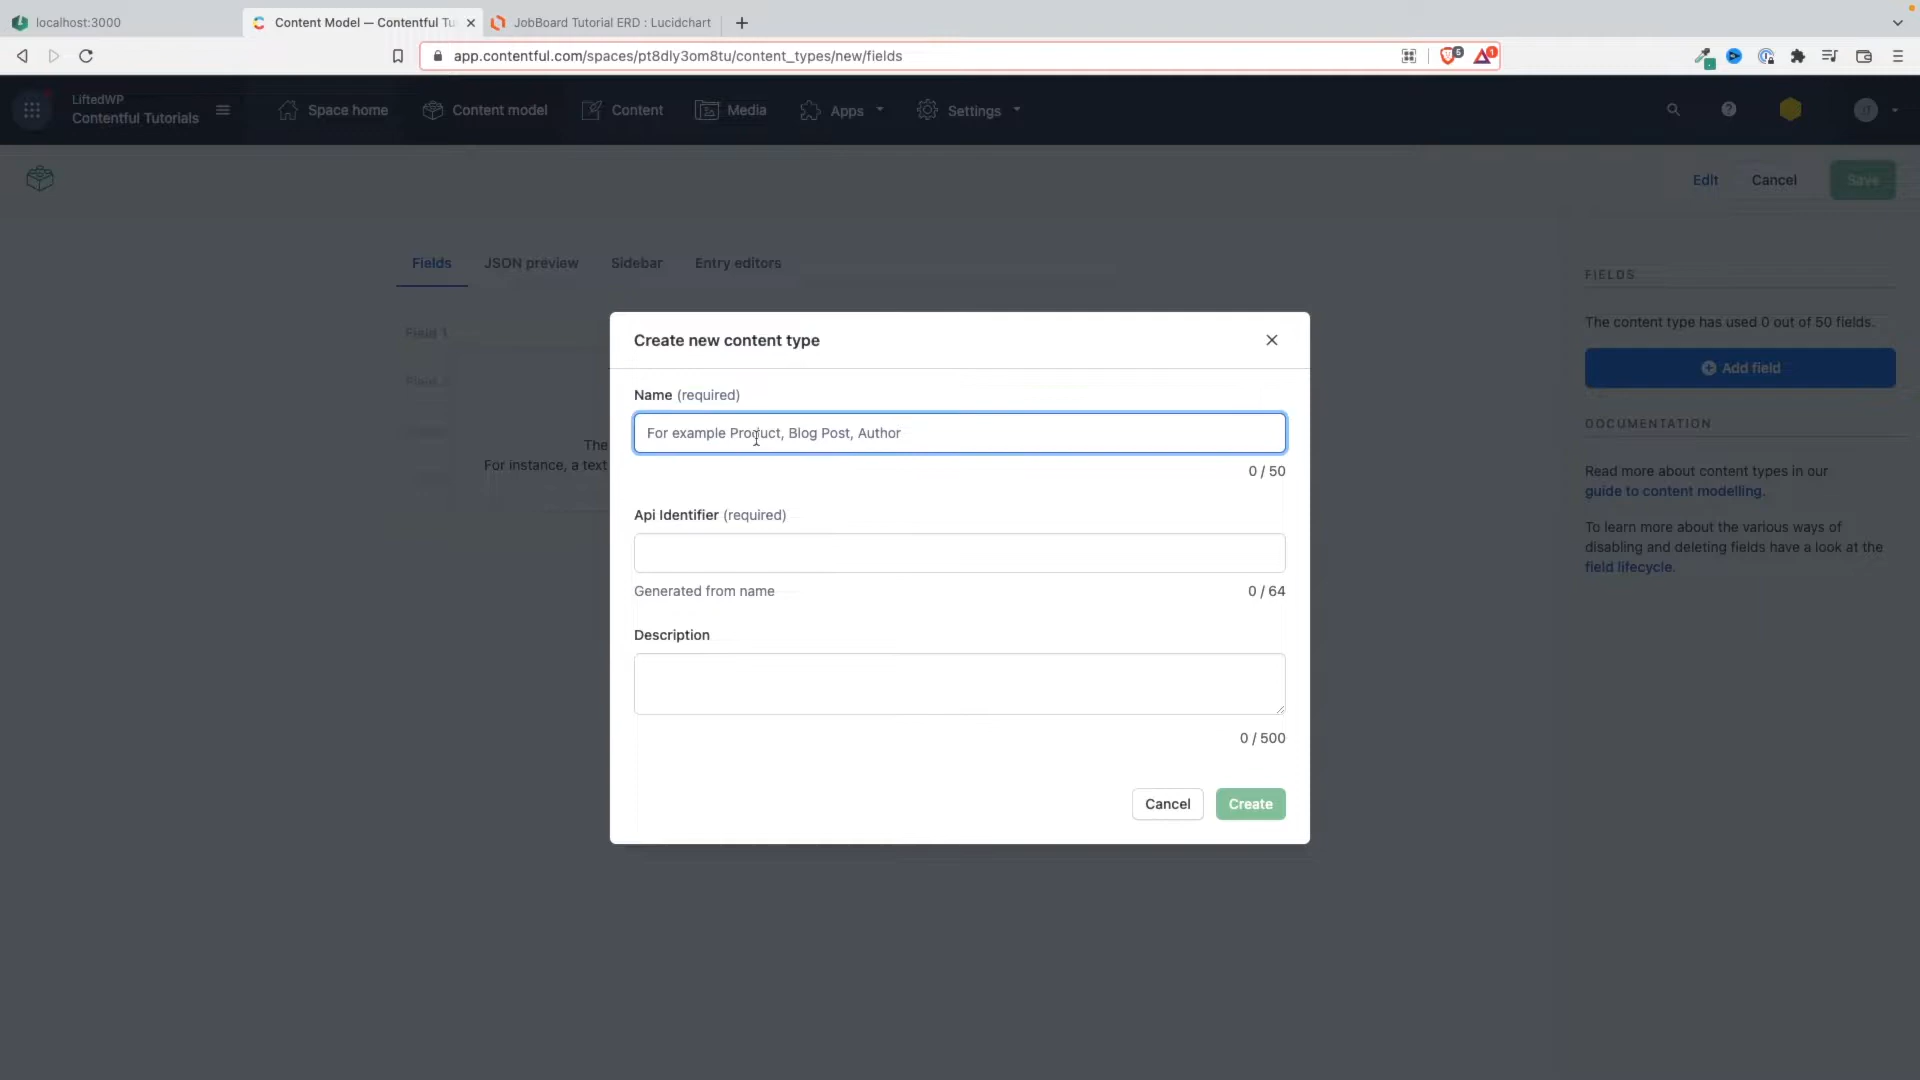 localhost:3000
Content Model — Contentful Tu
JobBoard Tutorial ERD : Lucidchart
app.contentful.com/spaces/pt8dly3om8tu/content_types/new/fields
5
1
LiftedWP
Contentful Tutorials
Space home
Content model
Content
Media
Apps
Settings
Edit
Cancel
Save
Fields
JSON preview
Sidebar
Entry editors
FIELDS
Field 1
The content type has used 0 out of 50 fields.
Add field
Create new content type
Name (required)
For example Product, Blog Post, Author
0 / 50
The
For instance, a text
DOCUMENTATION
Read more about content types in our
guide to content modelling.
To learn more about the various ways of
disabling and deleting fields have a look at the
field lifecycle.
Api Identifier (required)
Generated from name
0 / 64
Description
0 / 500
Cancel
Create